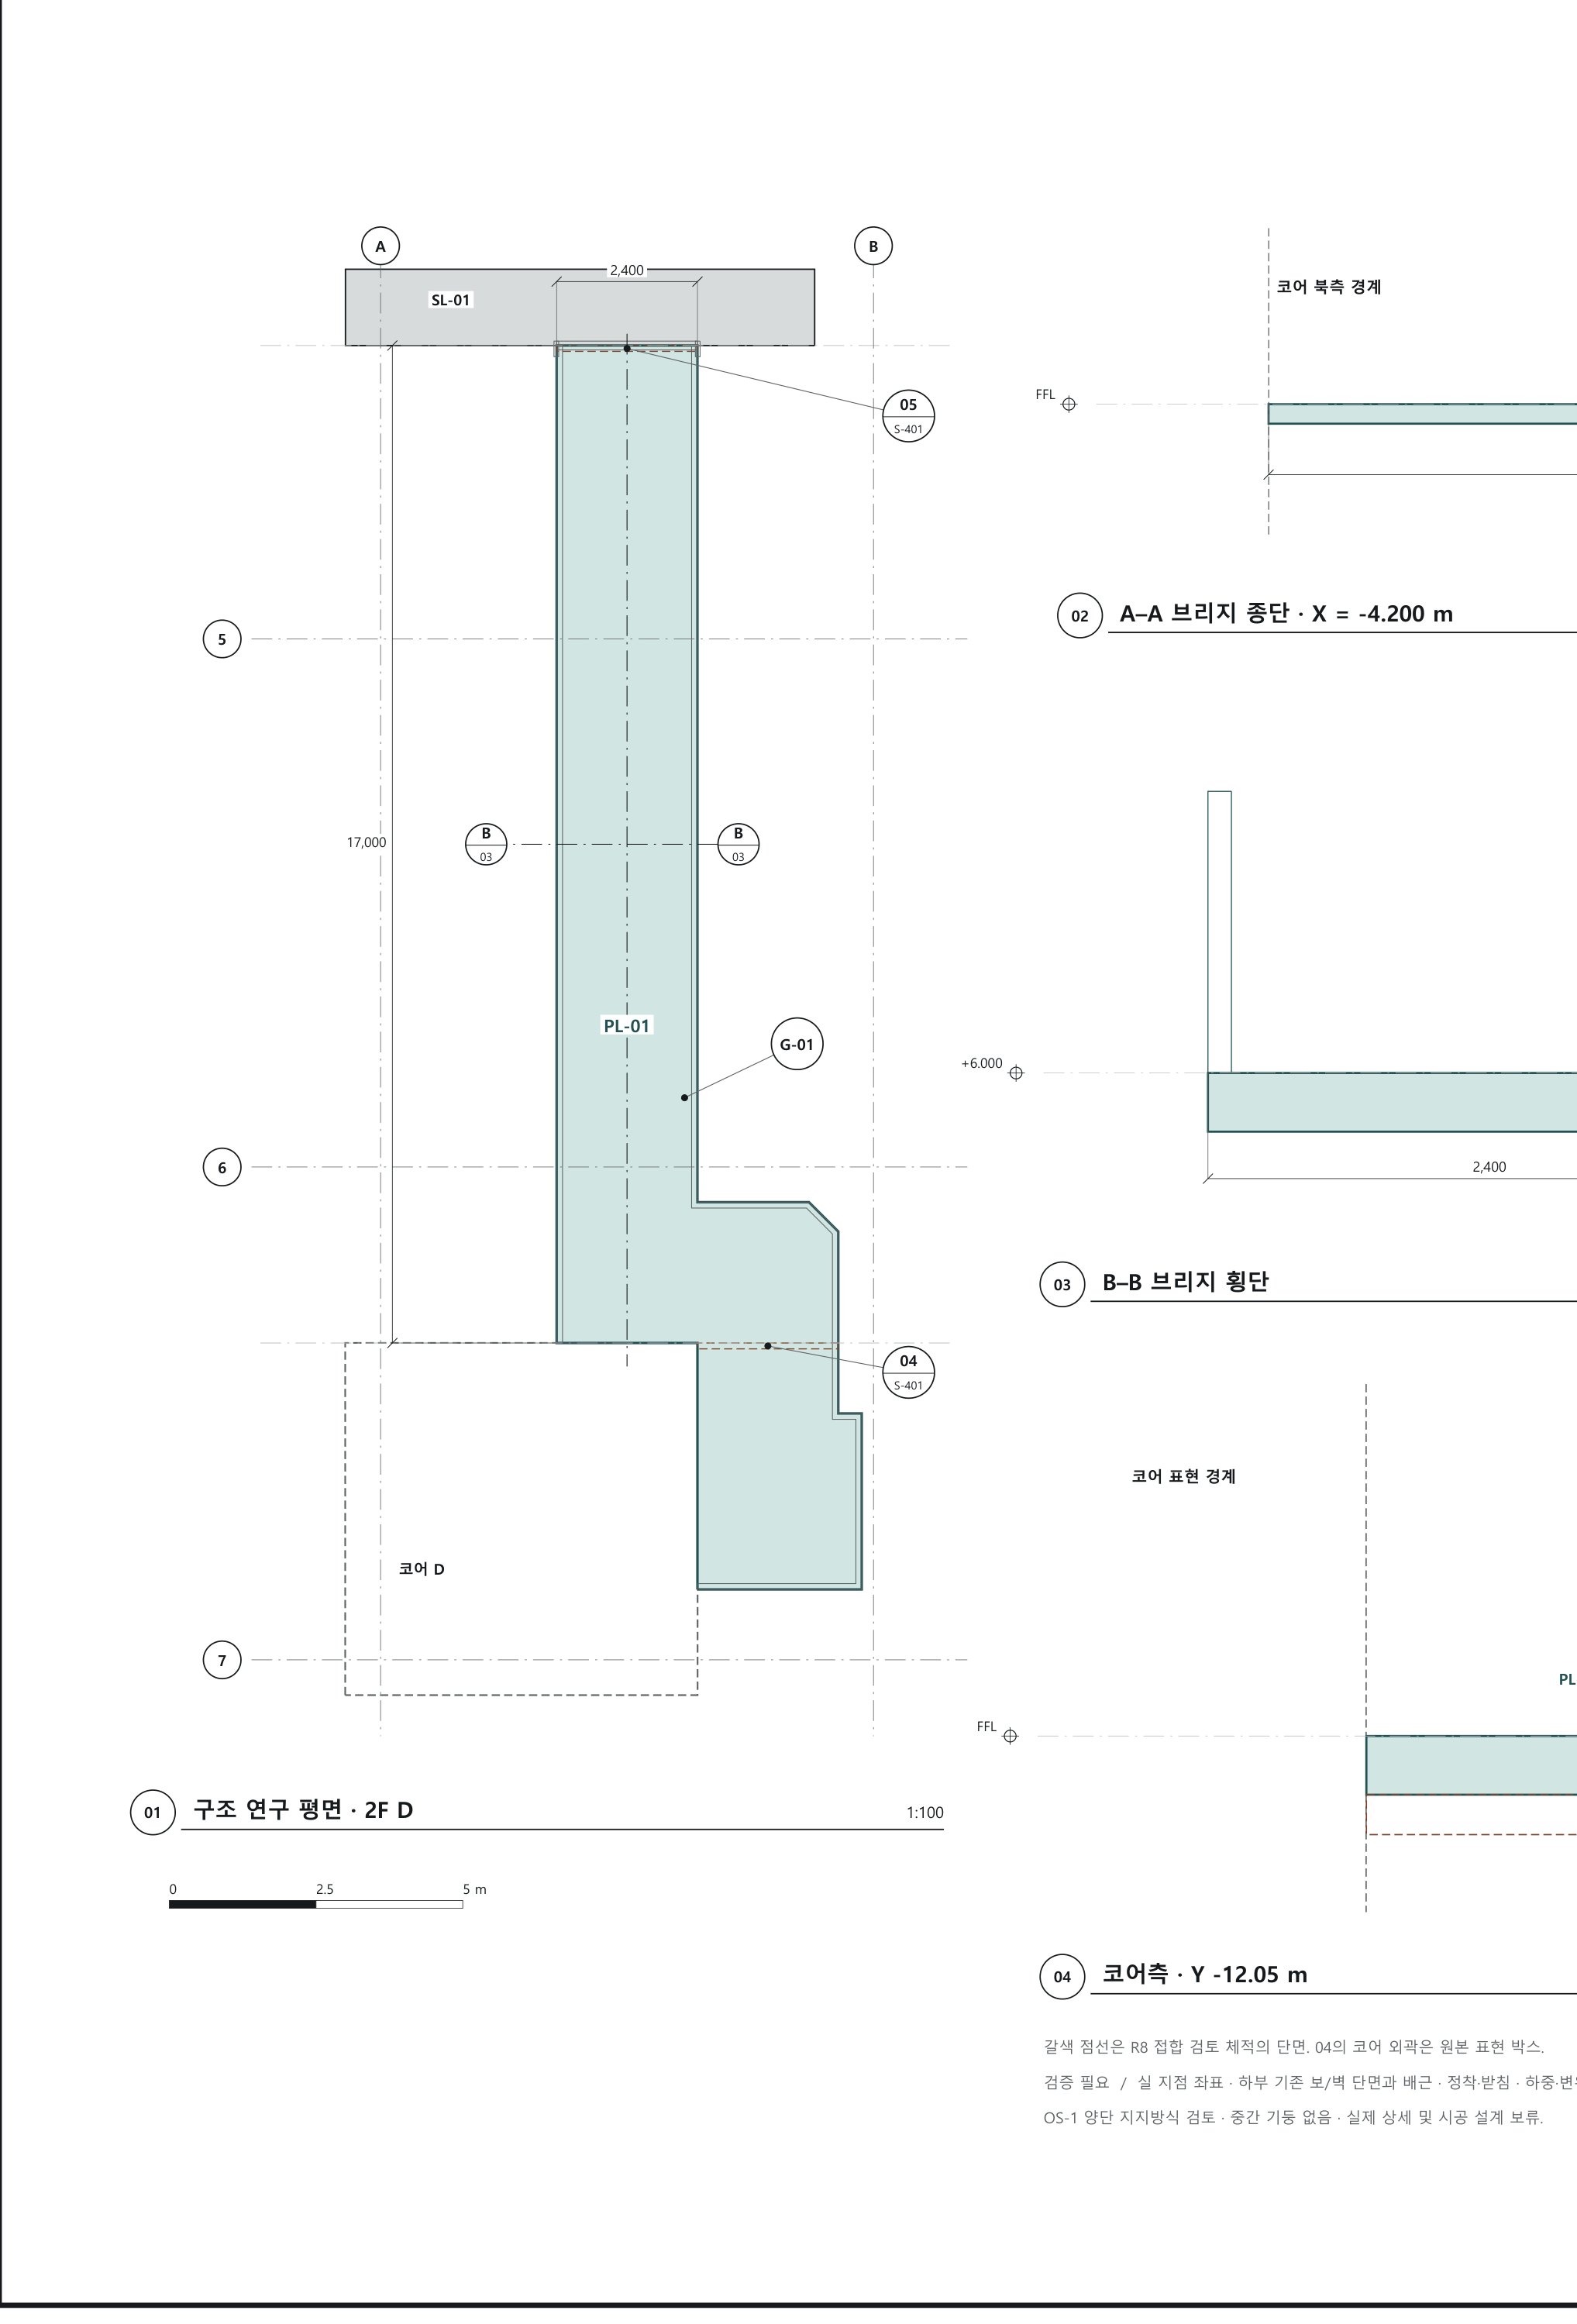 A
B
2,400
SL-01
05
S-401
5
17,000
B
03
B
03
PL-01
G-01
6
04
S-401
코어 D
7
01
구조 연구 평면 · 2F D
1:100
0
2.5
5 m
코어 북측 경계
FFL
02
A–A 브리지 종단 · X = -4.200 m
+6.000
2,400
03
B–B 브리지 횡단
코어 표현 경계
PL
FFL
04
코어측 · Y -12.05 m
갈색 점선은 R8 접합 검토 체적의 단면. 04의 코어 외곽은 원본 표현 박스.
검증 필요 / 실 지점 좌표 · 하부 기존 보/벽 단면과 배근 · 정착·받침 · 하중·변
OS-1 양단 지지방식 검토 · 중간 기둥 없음 · 실제 상세 및 시공 설계 보류.